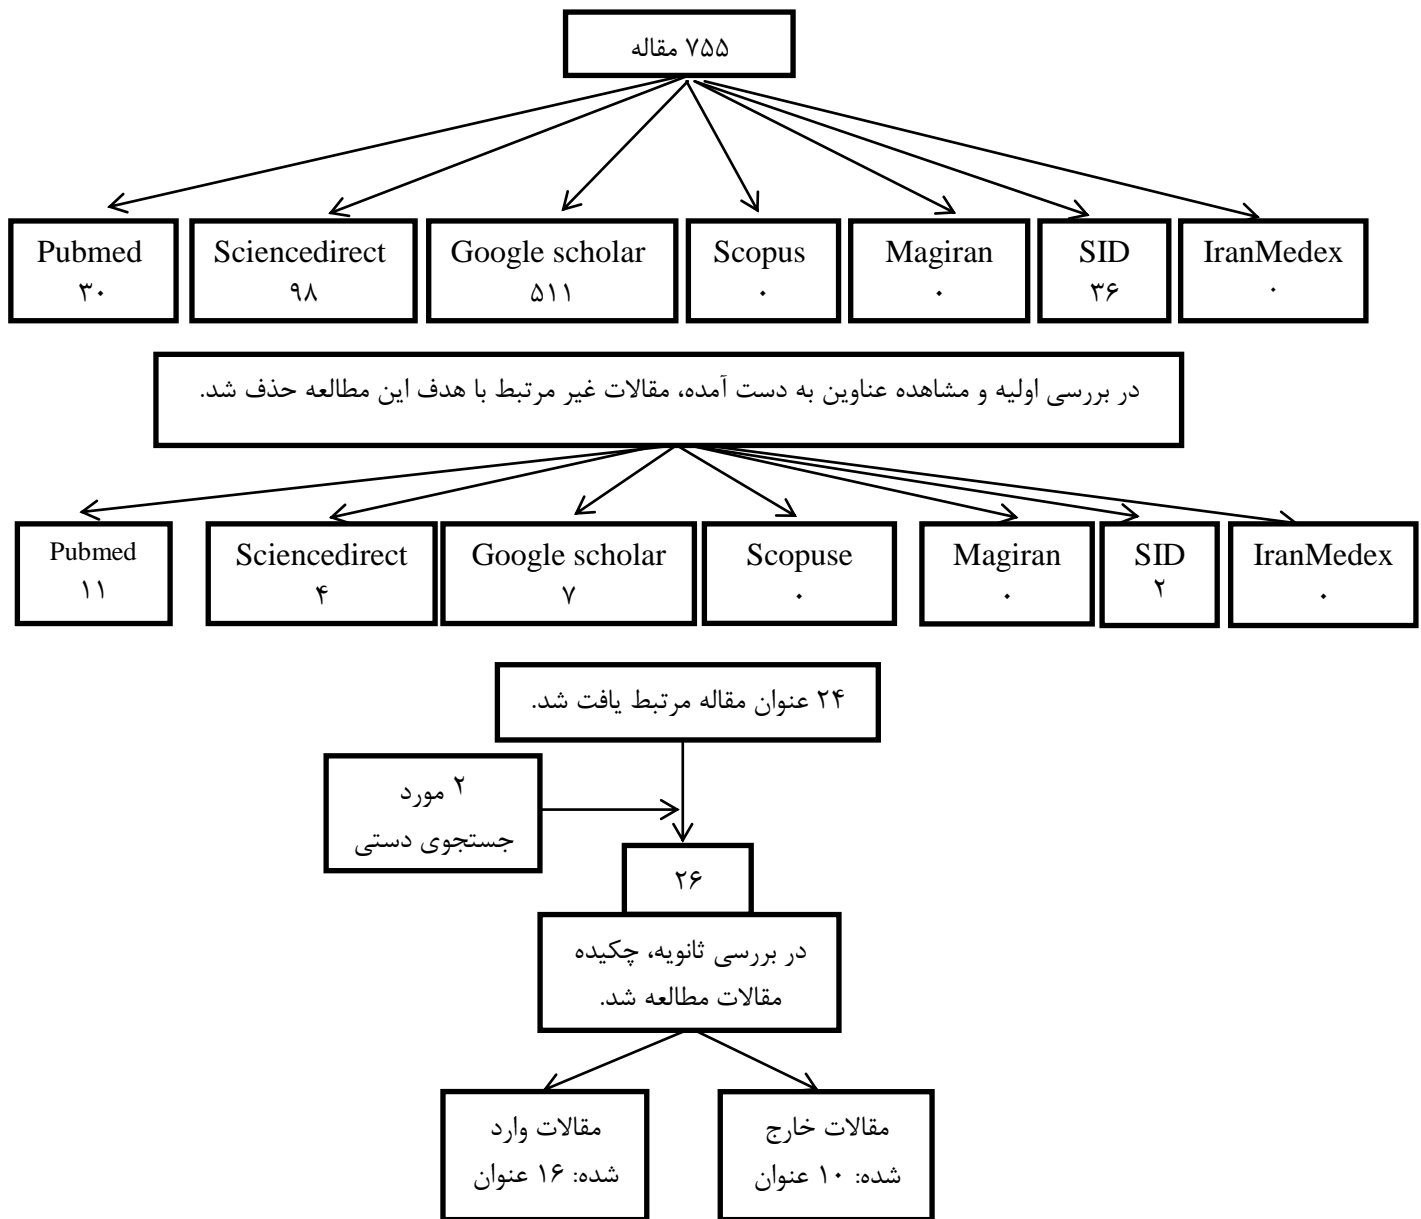 ۷۵۵ مقاله
Pubmed
۳۰
Sciencedirect
۹۸
Google scholar
۵۱۱
Scopus
۰
Magiran
۰
SID
۳۶
IranMedex
۰
در بررسی اولیه و مشاهده عناوین به دست آمده، مقالات غیر مرتبط با هدف این مطالعه حذف شد.
Pubmed
۱۱
Sciencedirect
۴
Google scholar
۷
Scopuse
۰
Magiran
۰
SID
۲
IranMedex
۰
۲۴ عنوان مقاله مرتبط یافت شد.
۲ مورد
جستجوی دستی
۲۶
در بررسی ثانویه، چکیده
مقالات مطالعه شد.
مقالات وارد
شده: ۱۶ عنوان
مقالات خارج
شده: ۱۰ عنوان